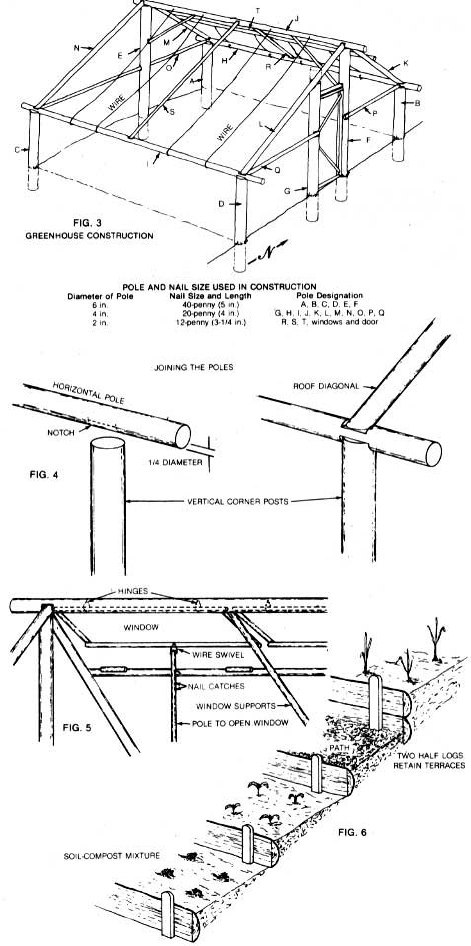 T
J
N
M
E
O
H
A
R
K
B
WIRE
S
WIRE
L
P
C
I
Q
F
D
G
N
FIG. 3
GREENHOUSE CONSTRUCTION
POLE AND NAIL SIZE USED IN CONSTRUCTION
Diameter of Pole Nail Size and Length Pole Designation
6 in. 40-penny (5 in.) A, B, C, D, E, F
4 in. 20-penny (4 in.) G, H, I, J, K, L, M, N, O, P, Q
2 in. 12-penny (3-1/4 in.) R, S, T, windows and door
JOINING THE POLES
HORIZONTAL POLE
NOTCH
1/4 DIAMETER
FIG. 4
ROOF DIAGONAL
VERTICAL CORNER POSTS
HINGES
WINDOW
WIRE SWIVEL
NAIL CATCHES
WINDOW SUPPORTS
POLE TO OPEN WINDOW
FIG. 5
PATH
TWO HALF LOGS
RETAIN TERRACES
FIG. 6
SOIL-COMPOST MIXTURE